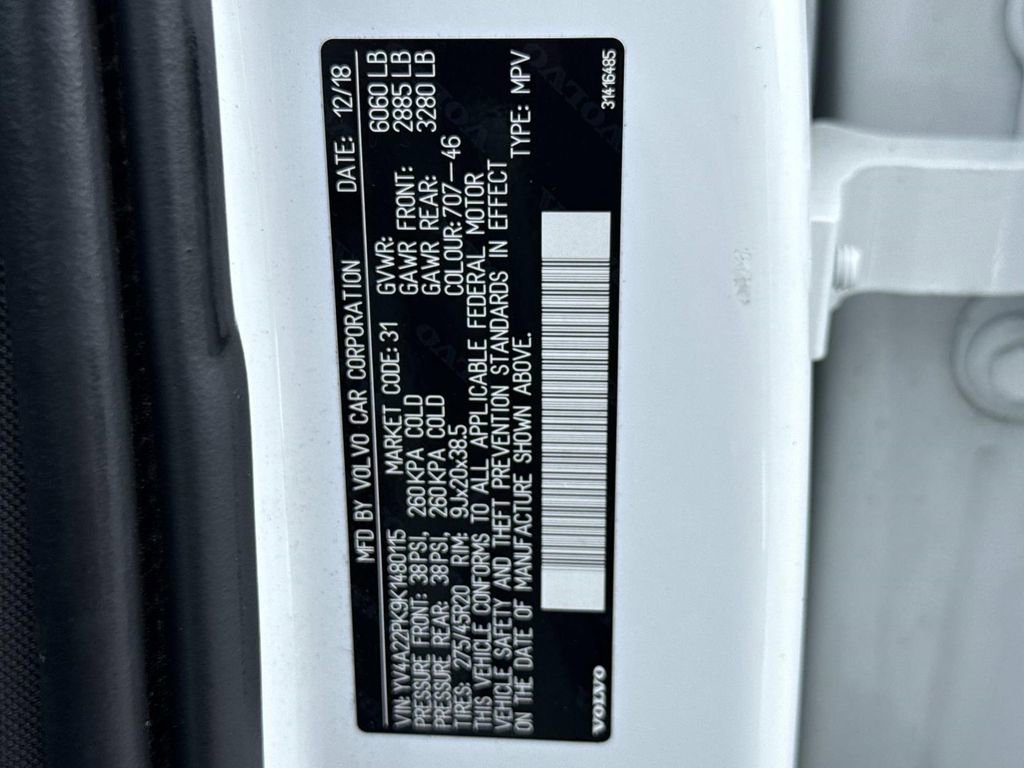 MFD BY VOLVO CAR CORPORATION DATE: 12/18
VIN: YV4A22PK9K1480115 MARKET CODE: 31 GVWR: 6060 LB
PRESSURE FRONT: 38PSI, 260KPA COLD GAWR FRONT: 2885 LB
PRESSURE REAR: 38PSI, 260KPA COLD GAWR REAR: 3280 LB
TIRES: 275/45R20 RIM: 9Jx20x38.5 COLOUR: 707-46
THIS VEHICLE CONFORMS TO ALL APPLICABLE FEDERAL MOTOR
VEHICLE SAFETY AND THEFT PREVENTION STANDARDS IN EFFECT
ON THE DATE OF MANUFACTURE SHOWN ABOVE. TYPE: MPV
VOLVO 31416485